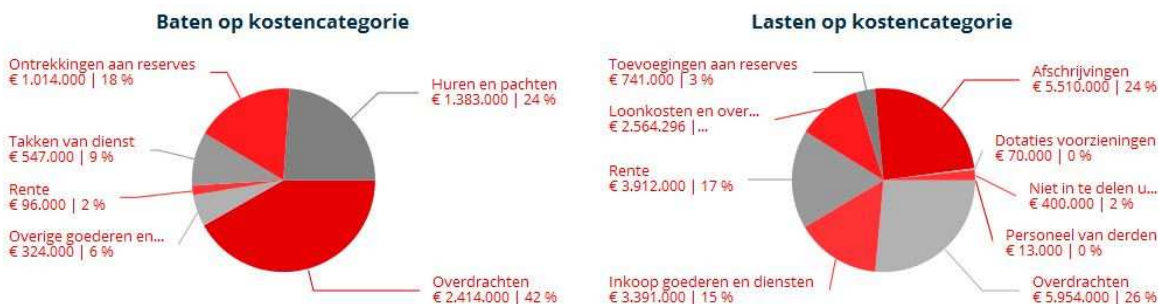 Baten op kostencategorie
Ontrekkingen aan reserves
€ 1.014.000 | 18 %
Huren en pachten
€ 1.383.000 | 24 %
Takken van dienst
€ 547.000 | 9 %
Rente
€ 96.000 | 2 %
Overige goederen en...
€ 324.000 | 6 %
Overdrachten
€ 2.414.000 | 42 %
Lasten op kostencategorie
Toevoegingen aan reserves
€ 741.000 | 3 %
Afschrijvingen
€ 5.510.000 | 24 %
Loonkosten en over...
€ 2.564.296 |...
Dotaties voorzieningen
€ 70.000 | 0 %
Rente
€ 3.912.000 | 17 %
Niet in te delen u...
€ 400.000 | 2 %
Personeel van derden
€ 13.000 | 0 %
Inkoop goederen en diensten
€ 3.391.000 | 15 %
Overdrachten
€ 5.954.000 | 26 %